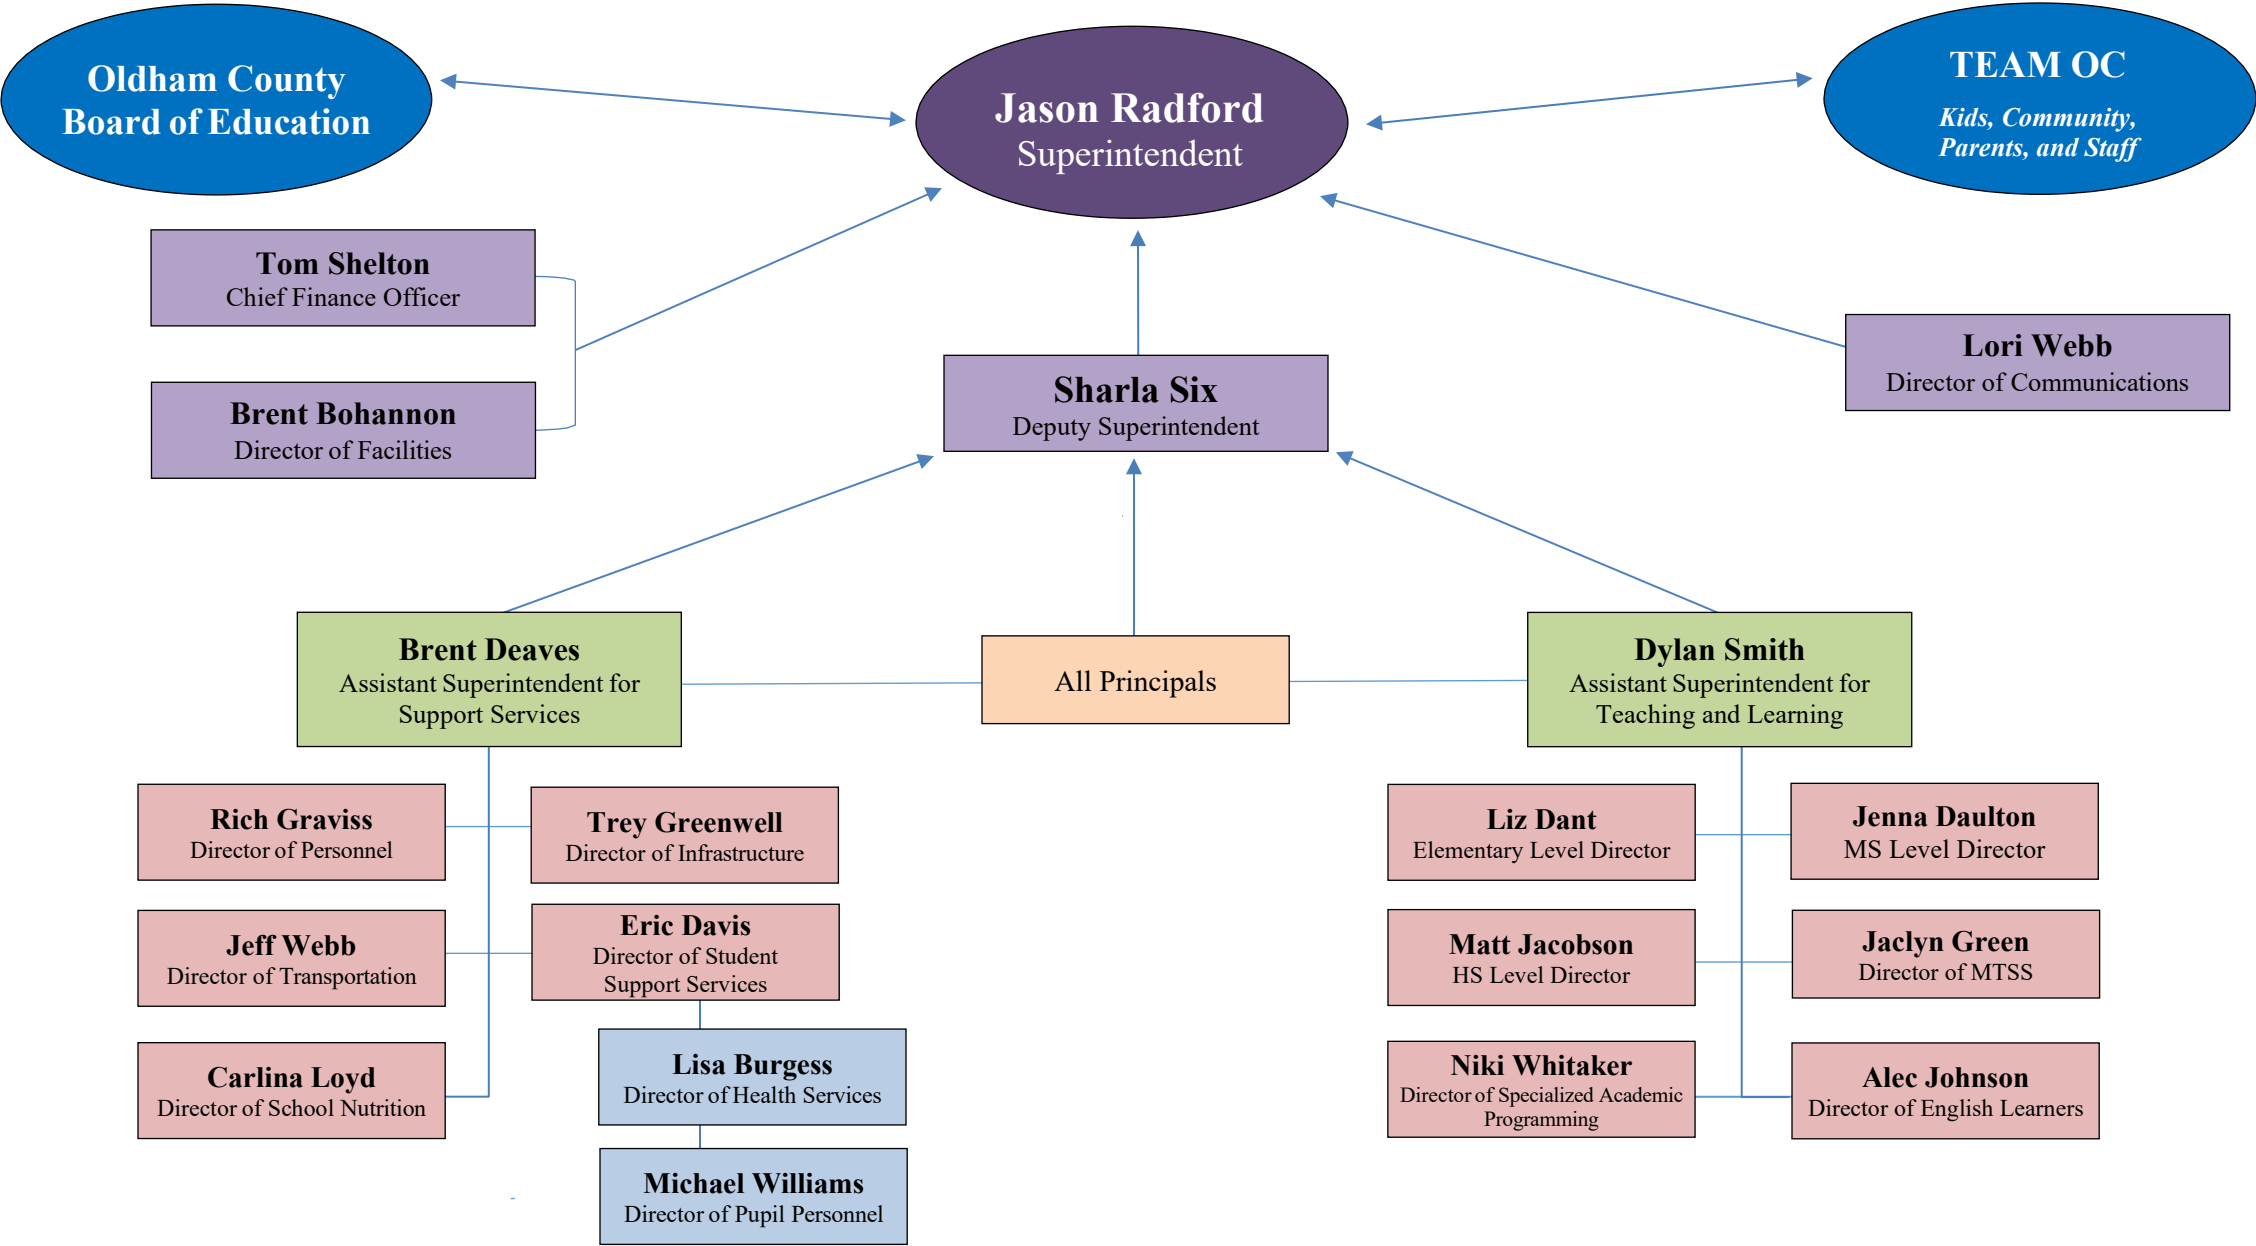 Oldham County
Board of Education
Jason Radford
Superintendent
TEAM OC
Kids, Community,
Parents, and Staff
Tom Shelton
Chief Finance Officer
Brent Bohannon
Director of Facilities
Sharla Six
Deputy Superintendent
Lori Webb
Director of Communications
Brent Deaves
Assistant Superintendent for
Support Services
All Principals
Dylan Smith
Assistant Superintendent for
Teaching and Learning
Rich Graviss
Director of Personnel
Trey Greenwell
Director of Infrastructure
Jeff Webb
Director of Transportation
Eric Davis
Director of Student
Support Services
Carlina Loyd
Director of School Nutrition
Lisa Burgess
Director of Health Services
Michael Williams
Director of Pupil Personnel
Liz Dant
Elementary Level Director
Jenna Daulton
MS Level Director
Matt Jacobson
HS Level Director
Jaclyn Green
Director of MTSS
Niki Whitaker
Director of Specialized Academic
Programming
Alec Johnson
Director of English Learners